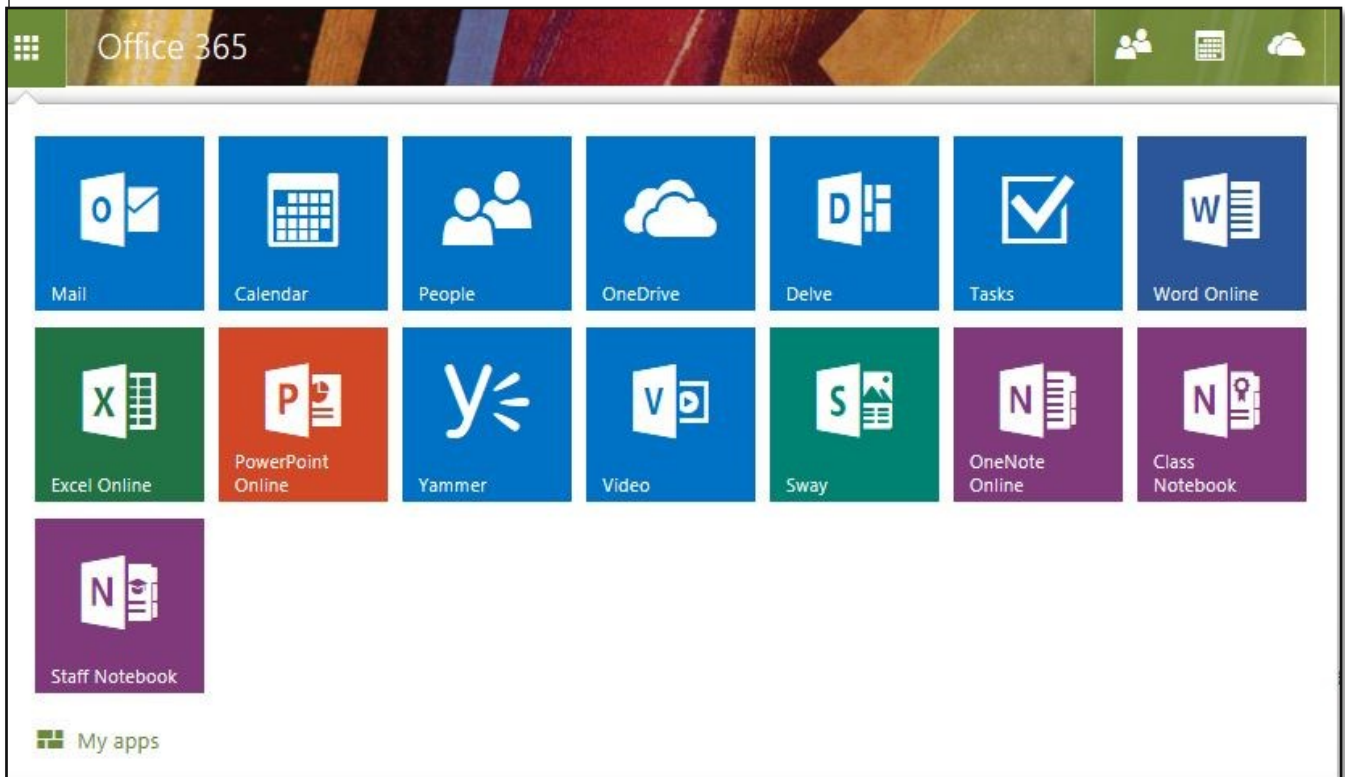 Office 365
O
D
W
Mail
Calendar
People
OneDrive
Delve
Tasks
Word Online
X
P
y
V
S
N
N
Excel Online
PowerPoint
Online
Yammer
Video
Sway
OneNote
Online
Class
Notebook
N
Staff Notebook
My apps